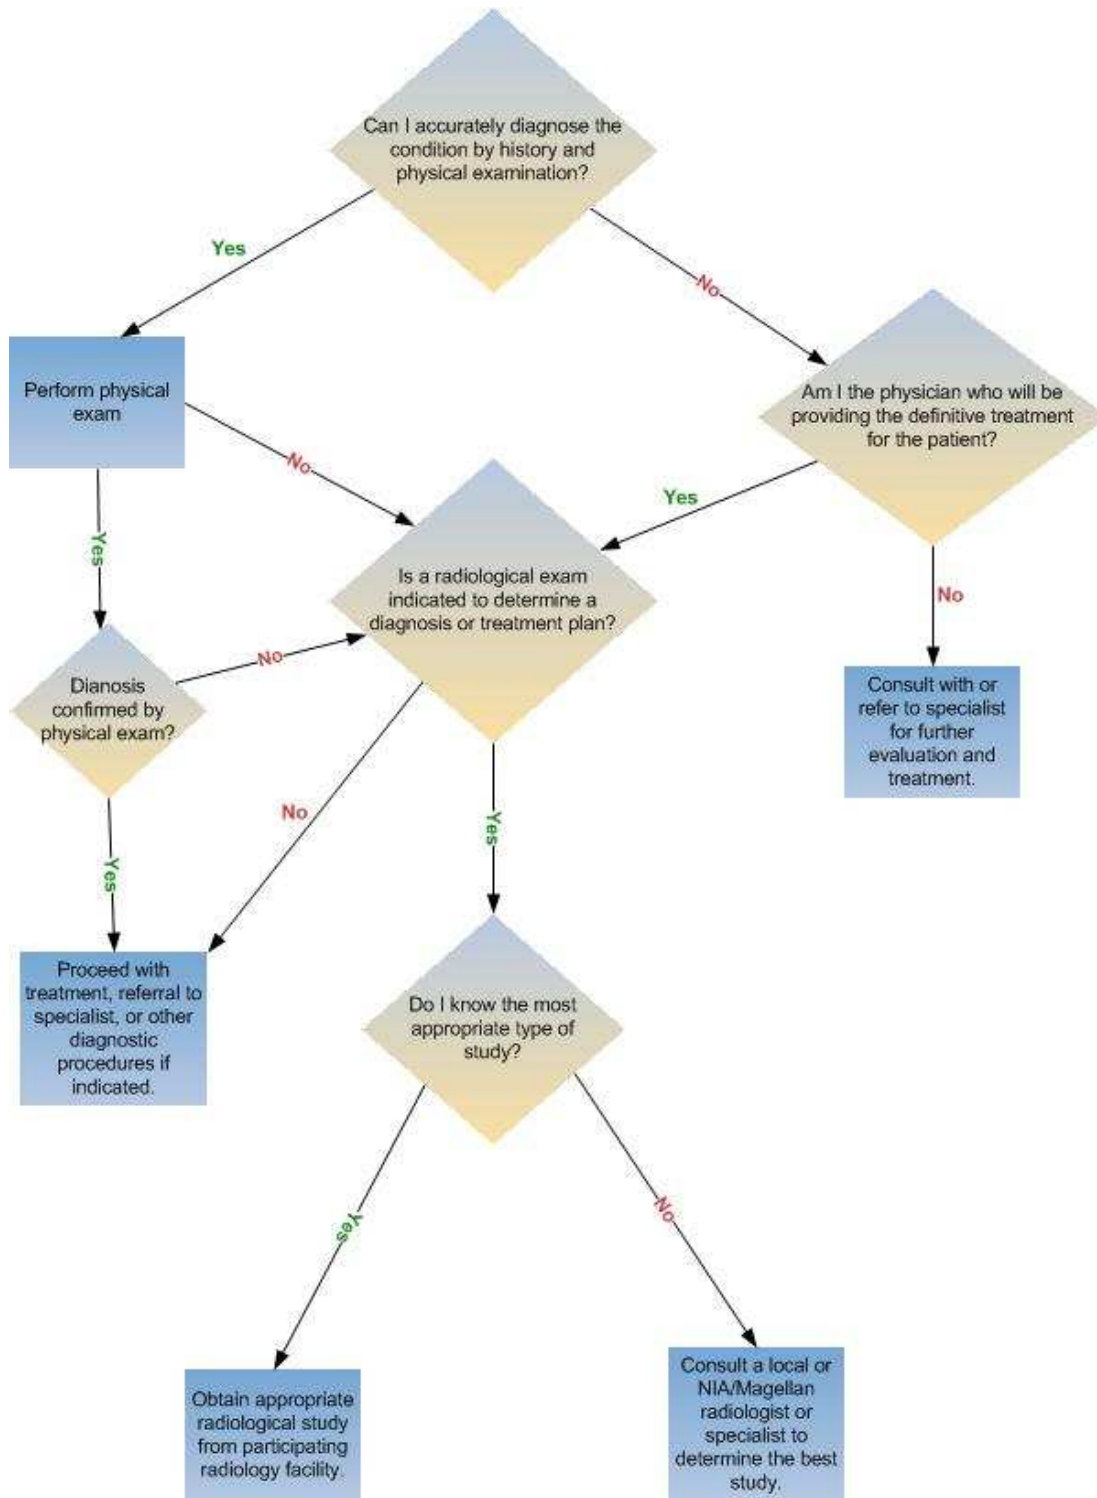 Can I accurately diagnose the
condition by history and
physical examination?
Yes
No
Perform physical
exam
Am I the physician who will be
providing the definitive treatment
for the patient?
No
Yes
Yes
Is a radiological exam
indicated to determine a
diagnosis or treatment plan?
No
No
Dianosis
confirmed by
physical exam?
Consult with or
refer to specialist
for further
evaluation and
treatment.
No
Yes
Yes
Proceed with
treatment, referral to
specialist, or other
diagnostic
procedures if
indicated.
Do I know the most
appropriate type of
study?
Yes
No
Obtain appropriate
radiological study
from participating
radiology facility.
Consult a local or
NIA/Magellan
radiologist or
specialist to
determine the best
study.